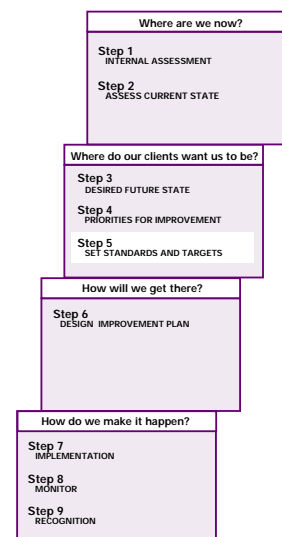 Where are we now?
Step 1
INTERNAL ASSESSMENT
Step 2
ASSESS CURRENT STATE
Where do our clients want us to be?
Step 3
DESIRED FUTURE STATE
Step 4
PRIORITIES FOR IMPROVEMENT
Step 5
SET STANDARDS AND TARGETS
How will we get there?
Step 6
DESIGN IMPROVEMENT PLAN
How do we make it happen?
Step 7
IMPLEMENTATION
Step 8
MONITOR
Step 9
RECOGNITION